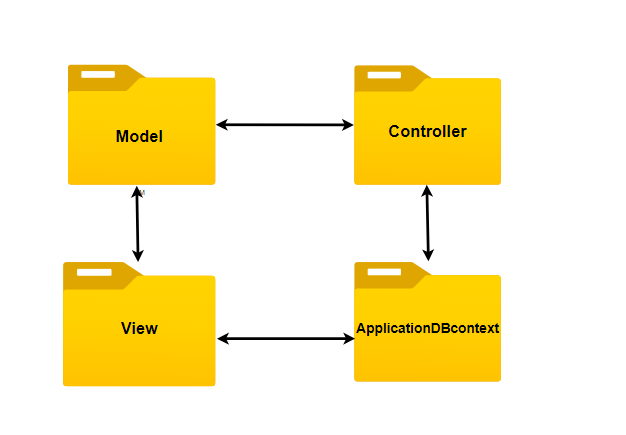 Model
Controller
View
ApplicationDBcontext